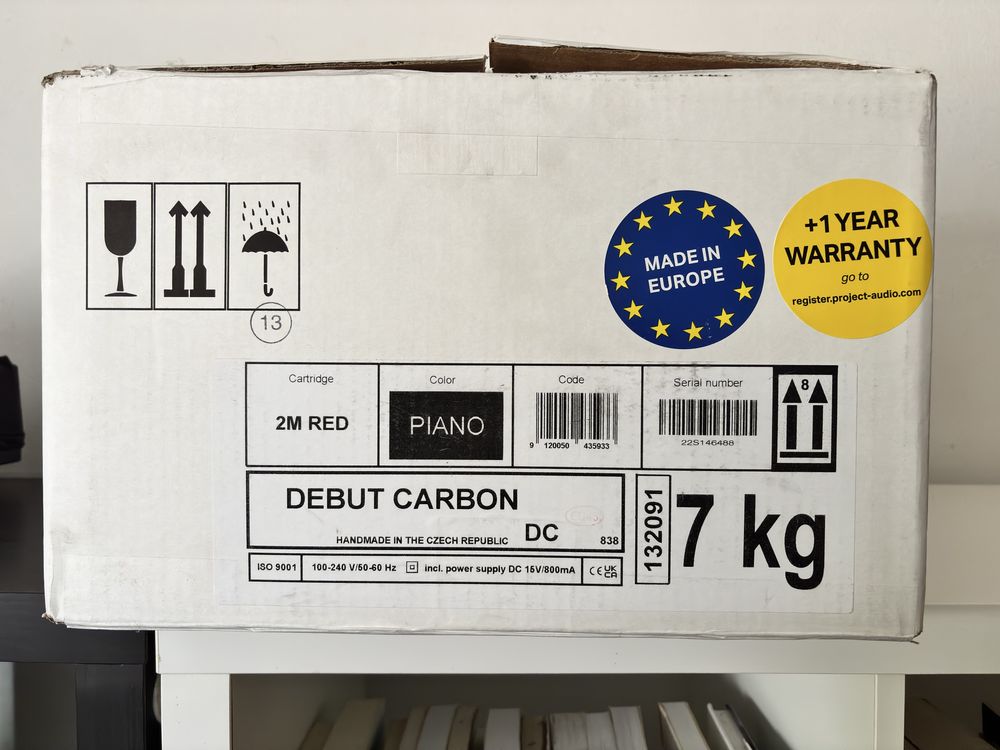 13
MADE IN
EUROPE
+1 YEAR
WARRANTY
go to
register.project-audio.com
Cartridge
2M RED
Color
PIANO
Code
9 120050 435933
Serial number
22S146488
8
DEBUT CARBON
DC
HANDMADE IN THE CZECH REPUBLIC
838
132091
7 kg
ISO 9001
100-240 V/50-60 Hz
incl. power supply DC 15V/800mA
CE UK
CA